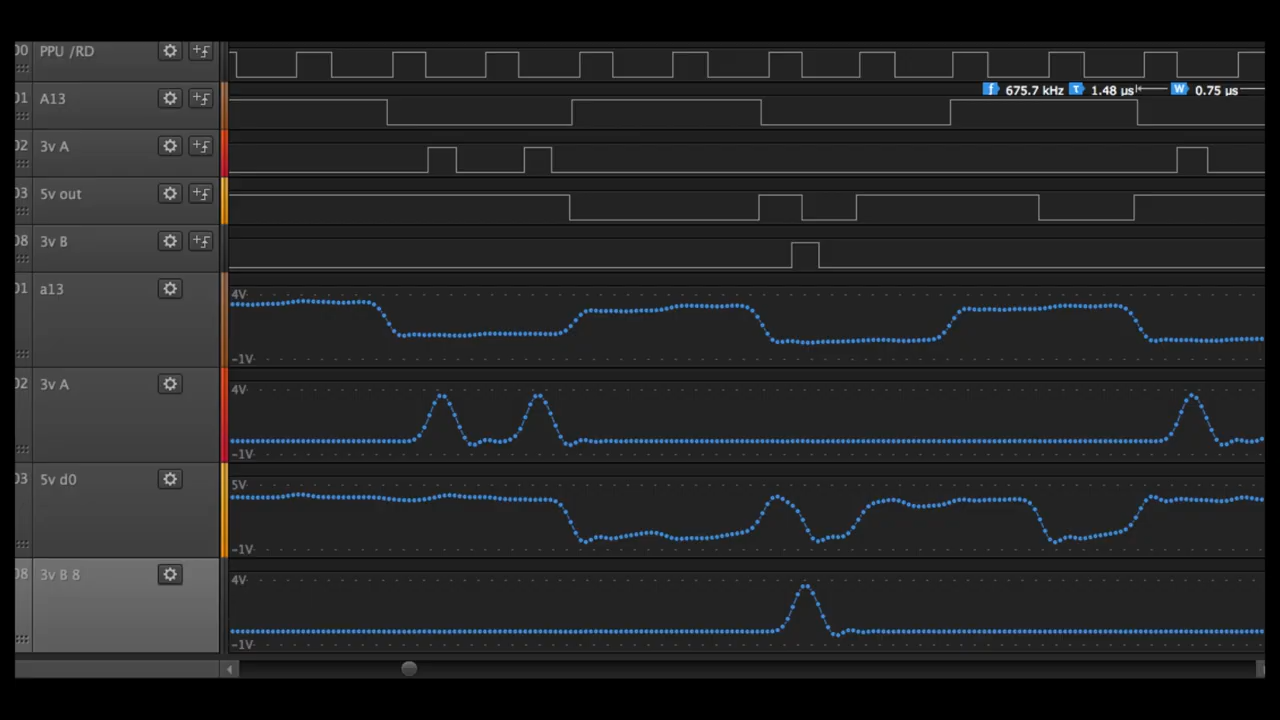 00 PPU /RD
f 675.7 kHz T 1.48 µs W 0.75 µs
01 A13
02 3v A
03 5v out
08 3v B
01 a13
4V
-1V
02 3v A
4V
-1V
03 5v d0
5V
-1V
08 3v B 8
4V
-1V